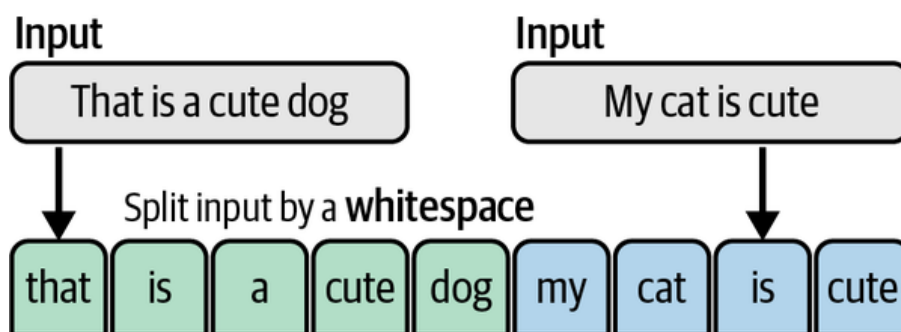 Input Input
That is a cute dog My cat is cute
Split input by a whitespace
that is a cute dog my cat is cute